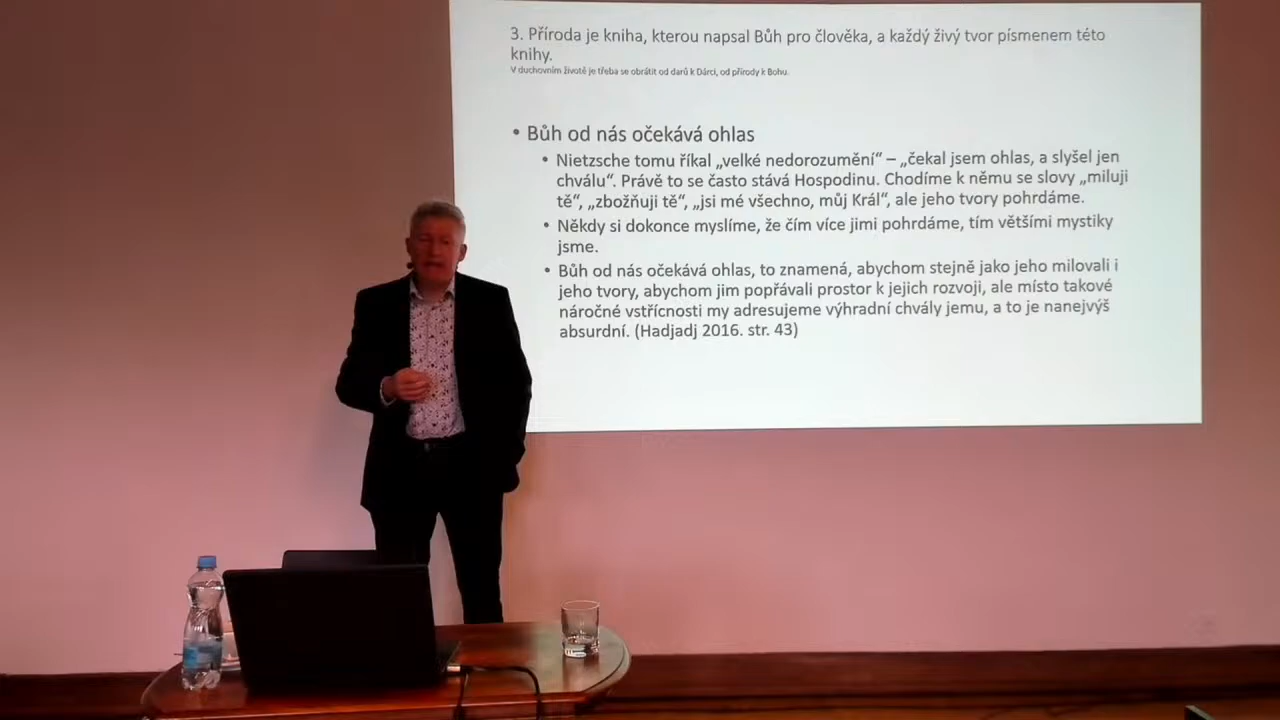 3. Příroda je kniha, kterou napsal Bůh pro člověka, a každý živý tvor písmenem této
knihy.
V duchovním životě je třeba se obrátit od darů k Dárci, od přírody k Bohu.
• Bůh od nás očekává ohlas
• Nietzsche tomu říkal „velké nedorozumění“ – „čekal jsem ohlas, a slyšel jen
chválu“. Právě to se často stává Hospodinu. Chodíme k němu se slovy „miluji
tě“, „zbožňuji tě“, „jsi mé všechno, můj Král“, ale jeho tvory pohrdáme.
• Někdy si dokonce myslíme, že čím více jimi pohrdáme, tím většími mystiky
jsme.
• Bůh od nás očekává ohlas, to znamená, abychom stejně jako jeho milovali i
jeho tvory, abychom jim popřávali prostor k jejich rozvoji, ale místo takové
náročné vstřícnosti my adresujeme výhradní chvály jemu, a to je nanejvýš
absurdní. (Hadjadj 2016. str. 43)